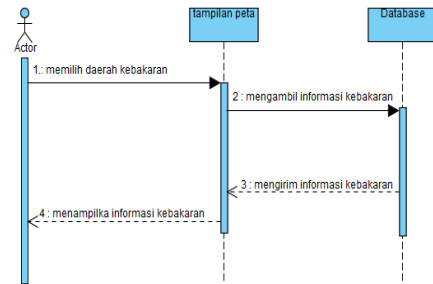 tampilan peta
Database
Actor
1.: memilih daerah kebakaran
2 : mengambil informasi kebakaran
3 : mengirim informasi kebakaran
4 : menampilka informasi kebakaran